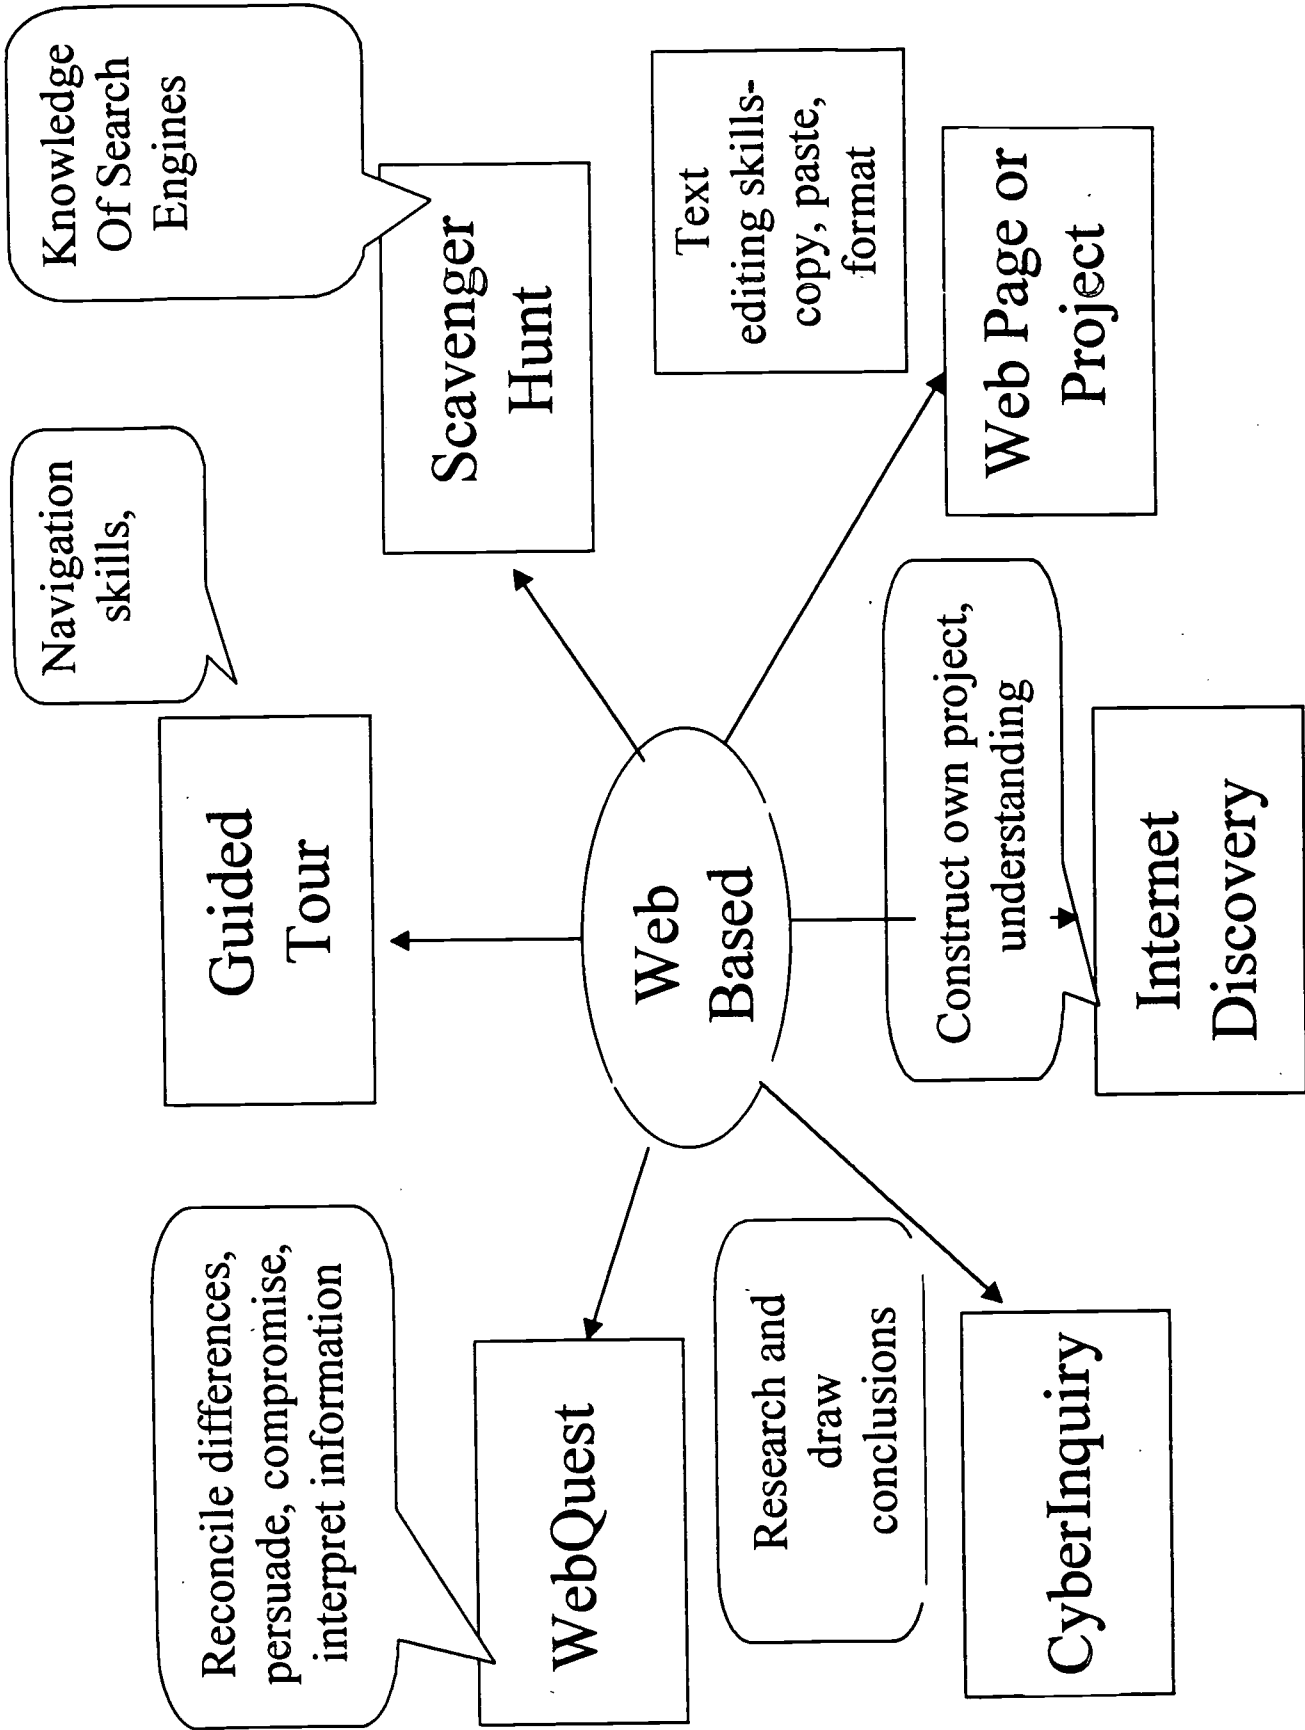 Navigation
skills,
Knowledge
Of Search
Engines
Reconcile differences,
persuade, compromise,
interpret information
Guided
Tour
Scavenger
Hunt
WebQuest
Web
Based
Text
editing skills-
copy, paste,
format
Research and
draw
conclusions
Construct own project,
understanding
Web Page or
Project
CyberInquiry
Internet
Discovery